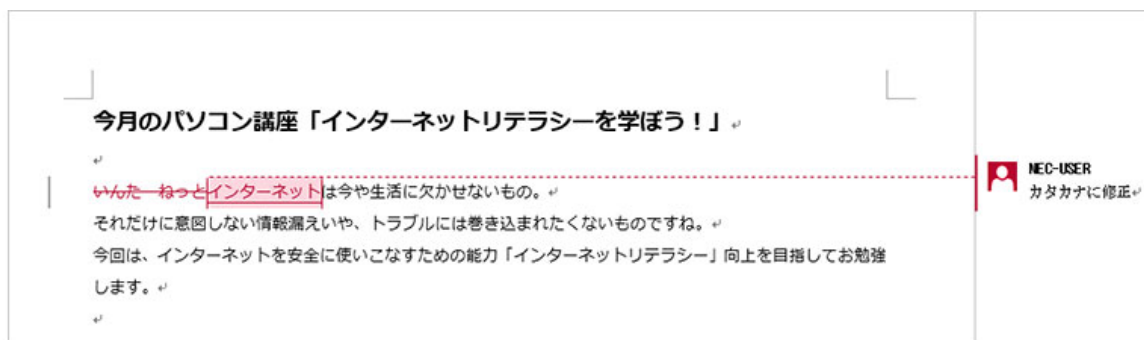 今月のパソコン講座「インターネットリテラシーを学ぼう！」
いんたーねっとインターネットは今や生活に欠かせないもの。
それだけに意図しない情報漏えいや、トラブルには巻き込まれたくないものですね。
今回は、インターネットを安全に使いこなすための能力「インターネットリテラシー」向上を目指してお勉強
します。
NEC-USER
カタカナに修正